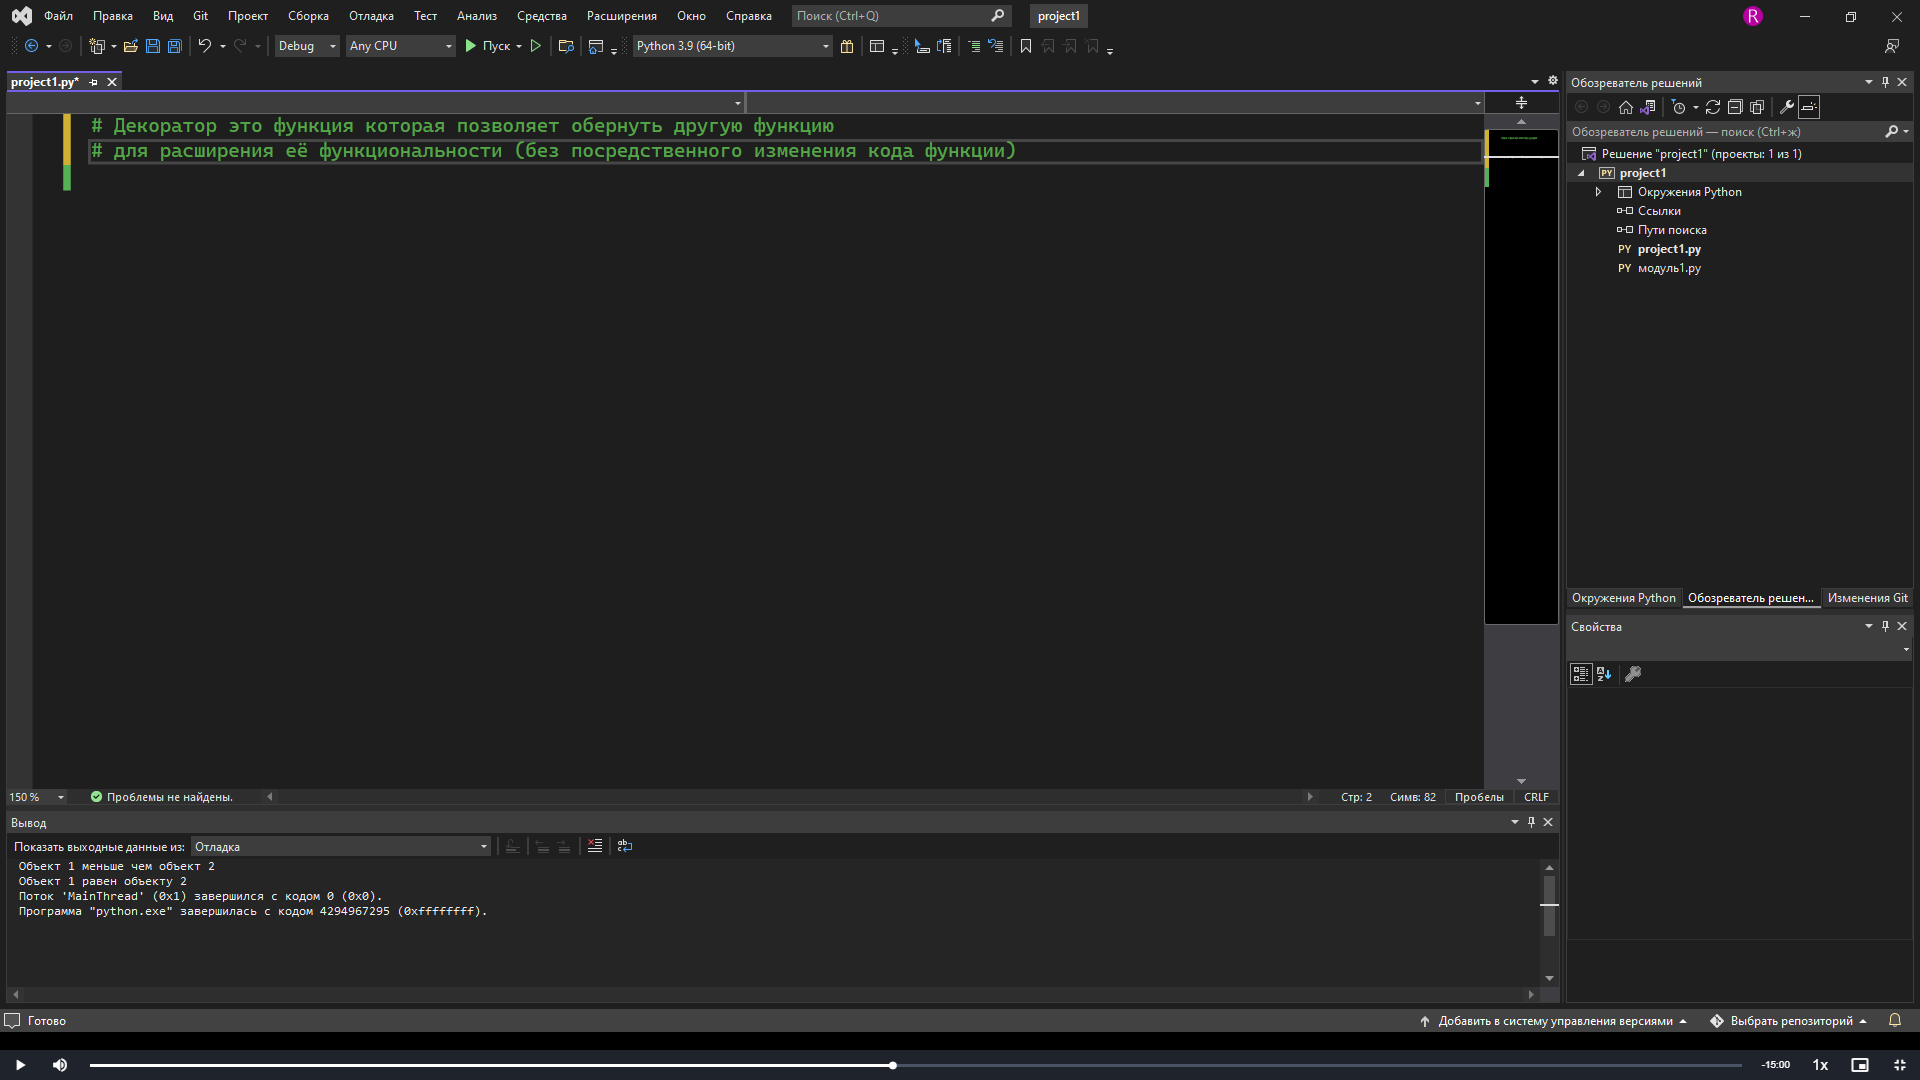 Файл Правка Вид Git Проект Сборка Отладка Тест Анализ Средства Расширения Окно Справка Поиск (Ctrl+Q) project1 R
Debug Any CPU Пуск Python 3.9 (64-bit)
project1.py*
# Декоратор это функция которая позволяет обернуть другую функцию
# для расширения её функциональности (без посредственного изменения кода функции)
150 % Проблемы не найдены. Стр: 2 Симв: 82 Пробелы CRLF
Вывод
Показать выходные данные из: Отладка
Объект 1 меньше чем объект 2
Объект 1 равен объекту 2
Поток 'MainThread' (0x1) завершился с кодом 0 (0x0).
Программа "python.exe" завершилась с кодом 4294967295 (0xffffffff).
Обозреватель решений
Обозреватель решений — поиск (Ctrl+ж)
Решение "project1" (проекты: 1 из 1)
PY project1
Окружения Python
Ссылки
Пути поиска
PY project1.py
PY модуль1.py
Окружения Python Обозреватель решен... Изменения Git
Свойства
Готово Добавить в систему управления версиями Выбрать репозиторий
-15:00 1x